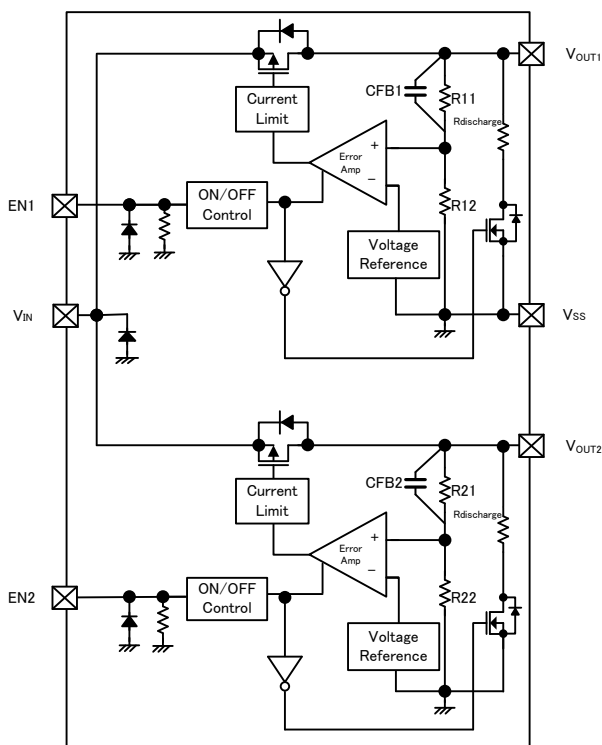 VOUT1
CFB1
R11
Current
Limit
Rdischarge
+
Error
Amp
−
EN1
ON/OFF
Control
R12
Voltage
Reference
VIN
VSS
VOUT2
CFB2
R21
Current
Limit
Rdischarge
+
Error
Amp
−
EN2
ON/OFF
Control
R22
Voltage
Reference